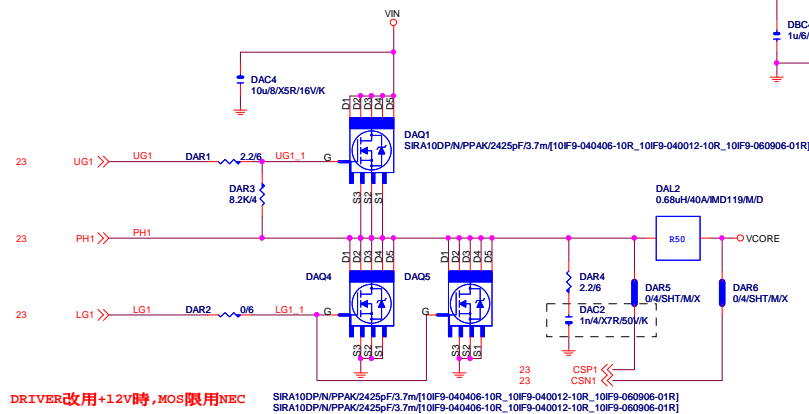 VIN
DBC4
1u/6/
DAC4
10u/8/X5R/16V/K
D1 D2 D3 D4 D5
DAQ1
SIRA10DP/N/PPAK/2425pF/3.7m/[10IF9-040406-10R_10IF9-040012-10R_10IF9-060906-01R]
23 UG1 UG1 DAR1 2.2/6 UG1_1 G
DAR3
8.2K/4
S3 S2 S1
DAL2
0.68uH/40A/IMD119/M/D
23 PH1 PH1
R50
VCORE
D1 D2 D3 D4 D5
D1 D2 D3 D4 D5
DAQ4
DAQ5
DAR4
2.2/6
DAR5
0/4/SHT/M/X
DAR6
0/4/SHT/M/X
23 LG1 LG1 DAR2 0/6 LG1_1 G
G
DAC2
1n/4/X7R/50V/K
S3 S2 S1
S3 S2 S1
23 CSP1
23 CSN1
DRIVER改用+12V時,MOS限用NEC
SIRA10DP/N/PPAK/2425pF/3.7m/[10IF9-040406-10R_10IF9-040012-10R_10IF9-060906-01R]
SIRA10DP/N/PPAK/2425pF/3.7m/[10IF9-040406-10R_10IF9-040012-10R_10IF9-060906-01R]